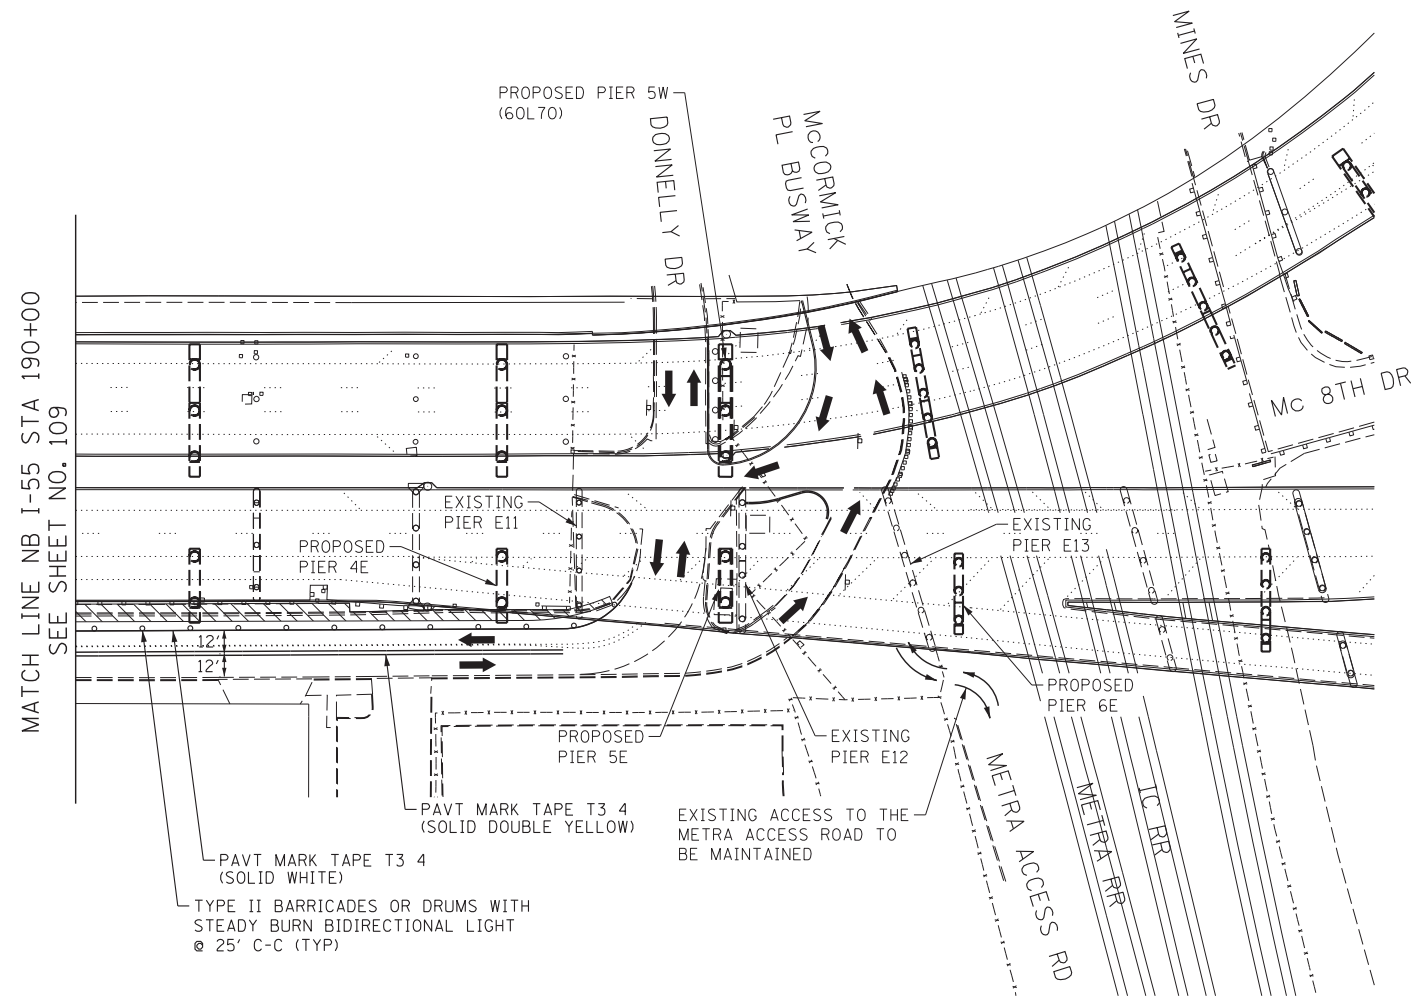 MINES DR
PROPOSED PIER 5W
(60L70)
DONNELLY DR
McCORMICK
PL BUSWAY
MATCH LINE NB I-55 STA 190+00
SEE SHEET NO. 109
Mc 8TH DR
EXISTING
PIER E11
PROPOSED
PIER 4E
EXISTING
PIER E13
12'
12'
PROPOSED
PIER 6E
PROPOSED
PIER 5E
EXISTING
PIER E12
PAVT MARK TAPE T3 4
(SOLID DOUBLE YELLOW)
EXISTING ACCESS TO THE
METRA ACCESS ROAD TO
BE MAINTAINED
METRA ACCESS RD
METRA RR
IC RR
PAVT MARK TAPE T3 4
(SOLID WHITE)
TYPE II BARRICADES OR DRUMS WITH
STEADY BURN BIDIRECTIONAL LIGHT
@ 25' C-C (TYP)